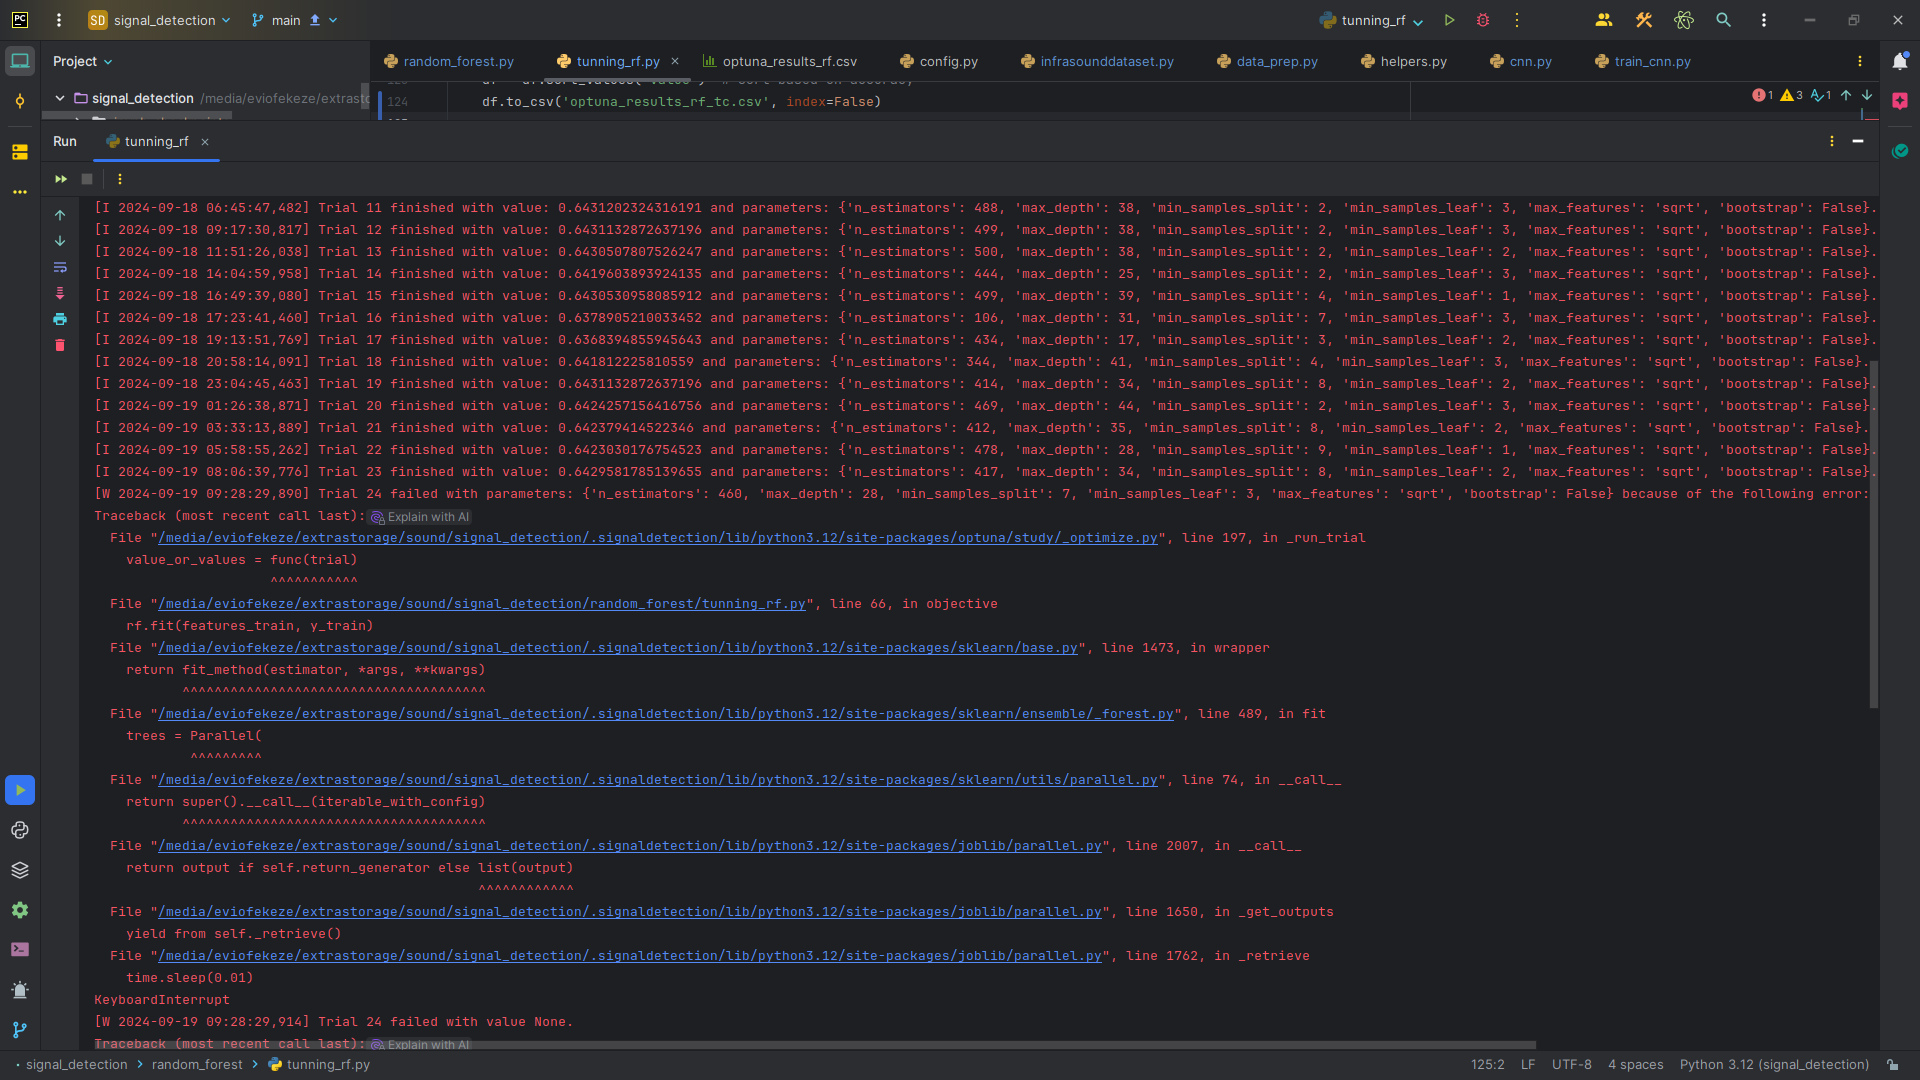 PC
SD signal_detection
main
tunning_rf
Project
random_forest.py
tunning_rf.py
optuna_results_rf.csv
config.py
infrasounddataset.py
data_prep.py
helpers.py
cnn.py
train_cnn.py
signal_detection /media/eviofekeze/extrast
124 df.to_csv('optuna_results_rf_tc.csv', index=False)
1 3 1
Run tunning_rf
[I 2024-09-18 06:45:47,482] Trial 11 finished with value: 0.6431202324316191 and parameters: {'n_estimators': 488, 'max_depth': 38, 'min_samples_split': 2, 'min_samples_leaf': 3, 'max_features': 'sqrt', 'bootstrap': False}.
[I 2024-09-18 09:17:30,817] Trial 12 finished with value: 0.6431132872637196 and parameters: {'n_estimators': 499, 'max_depth': 38, 'min_samples_split': 2, 'min_samples_leaf': 3, 'max_features': 'sqrt', 'bootstrap': False}.
[I 2024-09-18 11:51:26,038] Trial 13 finished with value: 0.6430507807526247 and parameters: {'n_estimators': 500, 'max_depth': 38, 'min_samples_split': 2, 'min_samples_leaf': 2, 'max_features': 'sqrt', 'bootstrap': False}.
[I 2024-09-18 14:04:59,958] Trial 14 finished with value: 0.6419603893924135 and parameters: {'n_estimators': 444, 'max_depth': 25, 'min_samples_split': 2, 'min_samples_leaf': 3, 'max_features': 'sqrt', 'bootstrap': False}.
[I 2024-09-18 16:49:39,080] Trial 15 finished with value: 0.6430530958085912 and parameters: {'n_estimators': 499, 'max_depth': 39, 'min_samples_split': 4, 'min_samples_leaf': 1, 'max_features': 'sqrt', 'bootstrap': False}.
[I 2024-09-18 17:23:41,460] Trial 16 finished with value: 0.6378905210033452 and parameters: {'n_estimators': 106, 'max_depth': 31, 'min_samples_split': 7, 'min_samples_leaf': 3, 'max_features': 'sqrt', 'bootstrap': False}.
[I 2024-09-18 19:13:51,769] Trial 17 finished with value: 0.6368394855945643 and parameters: {'n_estimators': 434, 'max_depth': 17, 'min_samples_split': 3, 'min_samples_leaf': 2, 'max_features': 'sqrt', 'bootstrap': False}.
[I 2024-09-18 20:58:14,091] Trial 18 finished with value: 0.641812225810559 and parameters: {'n_estimators': 344, 'max_depth': 41, 'min_samples_split': 4, 'min_samples_leaf': 3, 'max_features': 'sqrt', 'bootstrap': False}.
[I 2024-09-18 23:04:45,463] Trial 19 finished with value: 0.6431132872637196 and parameters: {'n_estimators': 414, 'max_depth': 34, 'min_samples_split': 8, 'min_samples_leaf': 2, 'max_features': 'sqrt', 'bootstrap': False}.
[I 2024-09-19 01:26:38,871] Trial 20 finished with value: 0.6424257156416756 and parameters: {'n_estimators': 469, 'max_depth': 44, 'min_samples_split': 2, 'min_samples_leaf': 3, 'max_features': 'sqrt', 'bootstrap': False}.
[I 2024-09-19 03:33:13,889] Trial 21 finished with value: 0.642379414522346 and parameters: {'n_estimators': 412, 'max_depth': 35, 'min_samples_split': 8, 'min_samples_leaf': 2, 'max_features': 'sqrt', 'bootstrap': False}.
[I 2024-09-19 05:58:55,262] Trial 22 finished with value: 0.6423030176754523 and parameters: {'n_estimators': 478, 'max_depth': 28, 'min_samples_split': 9, 'min_samples_leaf': 1, 'max_features': 'sqrt', 'bootstrap': False}.
[I 2024-09-19 08:06:39,776] Trial 23 finished with value: 0.6429581785139655 and parameters: {'n_estimators': 417, 'max_depth': 34, 'min_samples_split': 8, 'min_samples_leaf': 2, 'max_features': 'sqrt', 'bootstrap': False}.
[W 2024-09-19 09:28:29,890] Trial 24 failed with parameters: {'n_estimators': 460, 'max_depth': 28, 'min_samples_split': 7, 'min_samples_leaf': 3, 'max_features': 'sqrt', 'bootstrap': False} because of the following error:
Traceback (most recent call last): Explain with AI
File "/media/eviofekeze/extrastorage/sound/signal_detection/.signaldetection/lib/python3.12/site-packages/optuna/study/_optimize.py", line 197, in _run_trial
value_or_values = func(trial)
^^^^^^^^^^^
File "/media/eviofekeze/extrastorage/sound/signal_detection/random_forest/tunning_rf.py", line 66, in objective
rf.fit(features_train, y_train)
File "/media/eviofekeze/extrastorage/sound/signal_detection/.signaldetection/lib/python3.12/site-packages/sklearn/base.py", line 1473, in wrapper
return fit_method(estimator, *args, **kwargs)
^^^^^^^^^^^^^^^^^^^^^^^^^^^^^^^^^^^^^^
File "/media/eviofekeze/extrastorage/sound/signal_detection/.signaldetection/lib/python3.12/site-packages/sklearn/ensemble/_forest.py", line 489, in fit
trees = Parallel(
^^^^^^^^^
File "/media/eviofekeze/extrastorage/sound/signal_detection/.signaldetection/lib/python3.12/site-packages/sklearn/utils/parallel.py", line 74, in __call__
return super().__call__(iterable_with_config)
^^^^^^^^^^^^^^^^^^^^^^^^^^^^^^^^^^^^^^
File "/media/eviofekeze/extrastorage/sound/signal_detection/.signaldetection/lib/python3.12/site-packages/joblib/parallel.py", line 2007, in __call__
return output if self.return_generator else list(output)
^^^^^^^^^^^^
File "/media/eviofekeze/extrastorage/sound/signal_detection/.signaldetection/lib/python3.12/site-packages/joblib/parallel.py", line 1650, in _get_outputs
yield from self._retrieve()
File "/media/eviofekeze/extrastorage/sound/signal_detection/.signaldetection/lib/python3.12/site-packages/joblib/parallel.py", line 1762, in _retrieve
time.sleep(0.01)
KeyboardInterrupt
[W 2024-09-19 09:28:29,914] Trial 24 failed with value None.
Traceback (most recent call last): Explain with AI
signal_detection > random_forest > tunning_rf.py
125:2 LF UTF-8 4 spaces Python 3.12 (signal_detection)